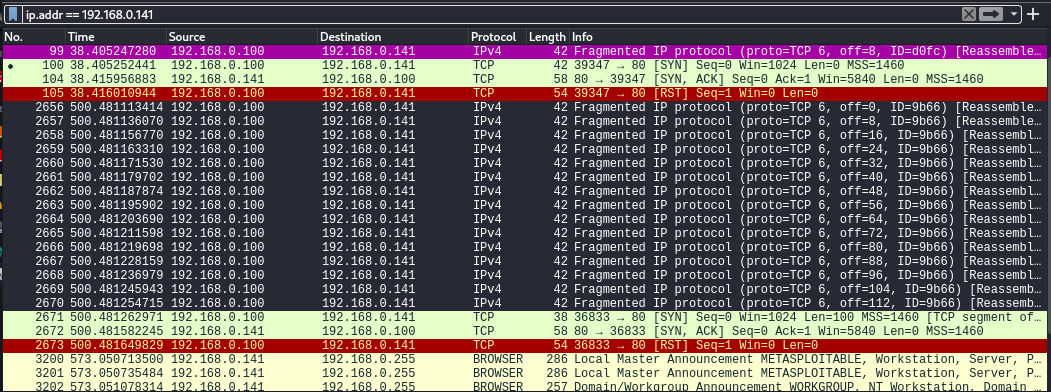 ip.addr == 192.168.0.141
No. Time Source Destination Protocol Length Info
99 38.405247280 192.168.0.100 192.168.0.141 IPv4 42 Fragmented IP protocol (proto=TCP 6, off=8, ID=d0fc) [Reassemble…
100 38.405252441 192.168.0.100 192.168.0.141 TCP 42 39347 → 80 [SYN] Seq=0 Win=1024 Len=0 MSS=1460
104 38.415956883 192.168.0.141 192.168.0.100 TCP 58 80 → 39347 [SYN, ACK] Seq=0 Ack=1 Win=5840 Len=0 MSS=1460
105 38.416010944 192.168.0.100 192.168.0.141 TCP 54 39347 → 80 [RST] Seq=1 Win=0 Len=0
2656 500.481113414 192.168.0.100 192.168.0.141 IPv4 42 Fragmented IP protocol (proto=TCP 6, off=0, ID=9b66) [Reassemble…
2657 500.481136070 192.168.0.100 192.168.0.141 IPv4 42 Fragmented IP protocol (proto=TCP 6, off=8, ID=9b66) [Reassemble…
2658 500.481156770 192.168.0.100 192.168.0.141 IPv4 42 Fragmented IP protocol (proto=TCP 6, off=16, ID=9b66) [Reassembl…
2659 500.481163310 192.168.0.100 192.168.0.141 IPv4 42 Fragmented IP protocol (proto=TCP 6, off=24, ID=9b66) [Reassembl…
2660 500.481171530 192.168.0.100 192.168.0.141 IPv4 42 Fragmented IP protocol (proto=TCP 6, off=32, ID=9b66) [Reassembl…
2661 500.481179702 192.168.0.100 192.168.0.141 IPv4 42 Fragmented IP protocol (proto=TCP 6, off=40, ID=9b66) [Reassembl…
2662 500.481187874 192.168.0.100 192.168.0.141 IPv4 42 Fragmented IP protocol (proto=TCP 6, off=48, ID=9b66) [Reassembl…
2663 500.481195902 192.168.0.100 192.168.0.141 IPv4 42 Fragmented IP protocol (proto=TCP 6, off=56, ID=9b66) [Reassembl…
2664 500.481203690 192.168.0.100 192.168.0.141 IPv4 42 Fragmented IP protocol (proto=TCP 6, off=64, ID=9b66) [Reassembl…
2665 500.481211598 192.168.0.100 192.168.0.141 IPv4 42 Fragmented IP protocol (proto=TCP 6, off=72, ID=9b66) [Reassembl…
2666 500.481219698 192.168.0.100 192.168.0.141 IPv4 42 Fragmented IP protocol (proto=TCP 6, off=80, ID=9b66) [Reassembl…
2667 500.481228159 192.168.0.100 192.168.0.141 IPv4 42 Fragmented IP protocol (proto=TCP 6, off=88, ID=9b66) [Reassembl…
2668 500.481236979 192.168.0.100 192.168.0.141 IPv4 42 Fragmented IP protocol (proto=TCP 6, off=96, ID=9b66) [Reassembl…
2669 500.481245943 192.168.0.100 192.168.0.141 IPv4 42 Fragmented IP protocol (proto=TCP 6, off=104, ID=9b66) [Reassemb…
2670 500.481254715 192.168.0.100 192.168.0.141 IPv4 42 Fragmented IP protocol (proto=TCP 6, off=112, ID=9b66) [Reassemb…
2671 500.481262971 192.168.0.100 192.168.0.141 TCP 38 36833 → 80 [SYN] Seq=0 Win=1024 Len=100 MSS=1460 [TCP segment of…
2672 500.481582245 192.168.0.141 192.168.0.100 TCP 58 80 → 36833 [SYN, ACK] Seq=0 Ack=1 Win=5840 Len=0 MSS=1460
2673 500.481649829 192.168.0.100 192.168.0.141 TCP 54 36833 → 80 [RST] Seq=1 Win=0 Len=0
3200 573.050713500 192.168.0.141 192.168.0.255 BROWSER 286 Local Master Announcement METASPLOITABLE, Workstation, Server, P…
3201 573.050735484 192.168.0.141 192.168.0.255 BROWSER 286 Local Master Announcement METASPLOITABLE, Workstation, Server, P…
3202 573.051078314 192.168.0.141 192.168.0.255 BROWSER 257 Domain/Workgroup Announcement WORKGROUP, NT Workstation, Domain …